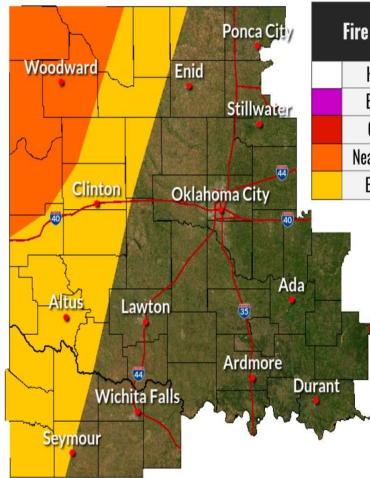 Ponca City
Woodward
Enid
Stillwater
44
Clinton
Oklahoma City
40
40
Altus
Lawton
Ada
35
44
Ardmore
Wichita Falls
Durant
Seymour
Fire